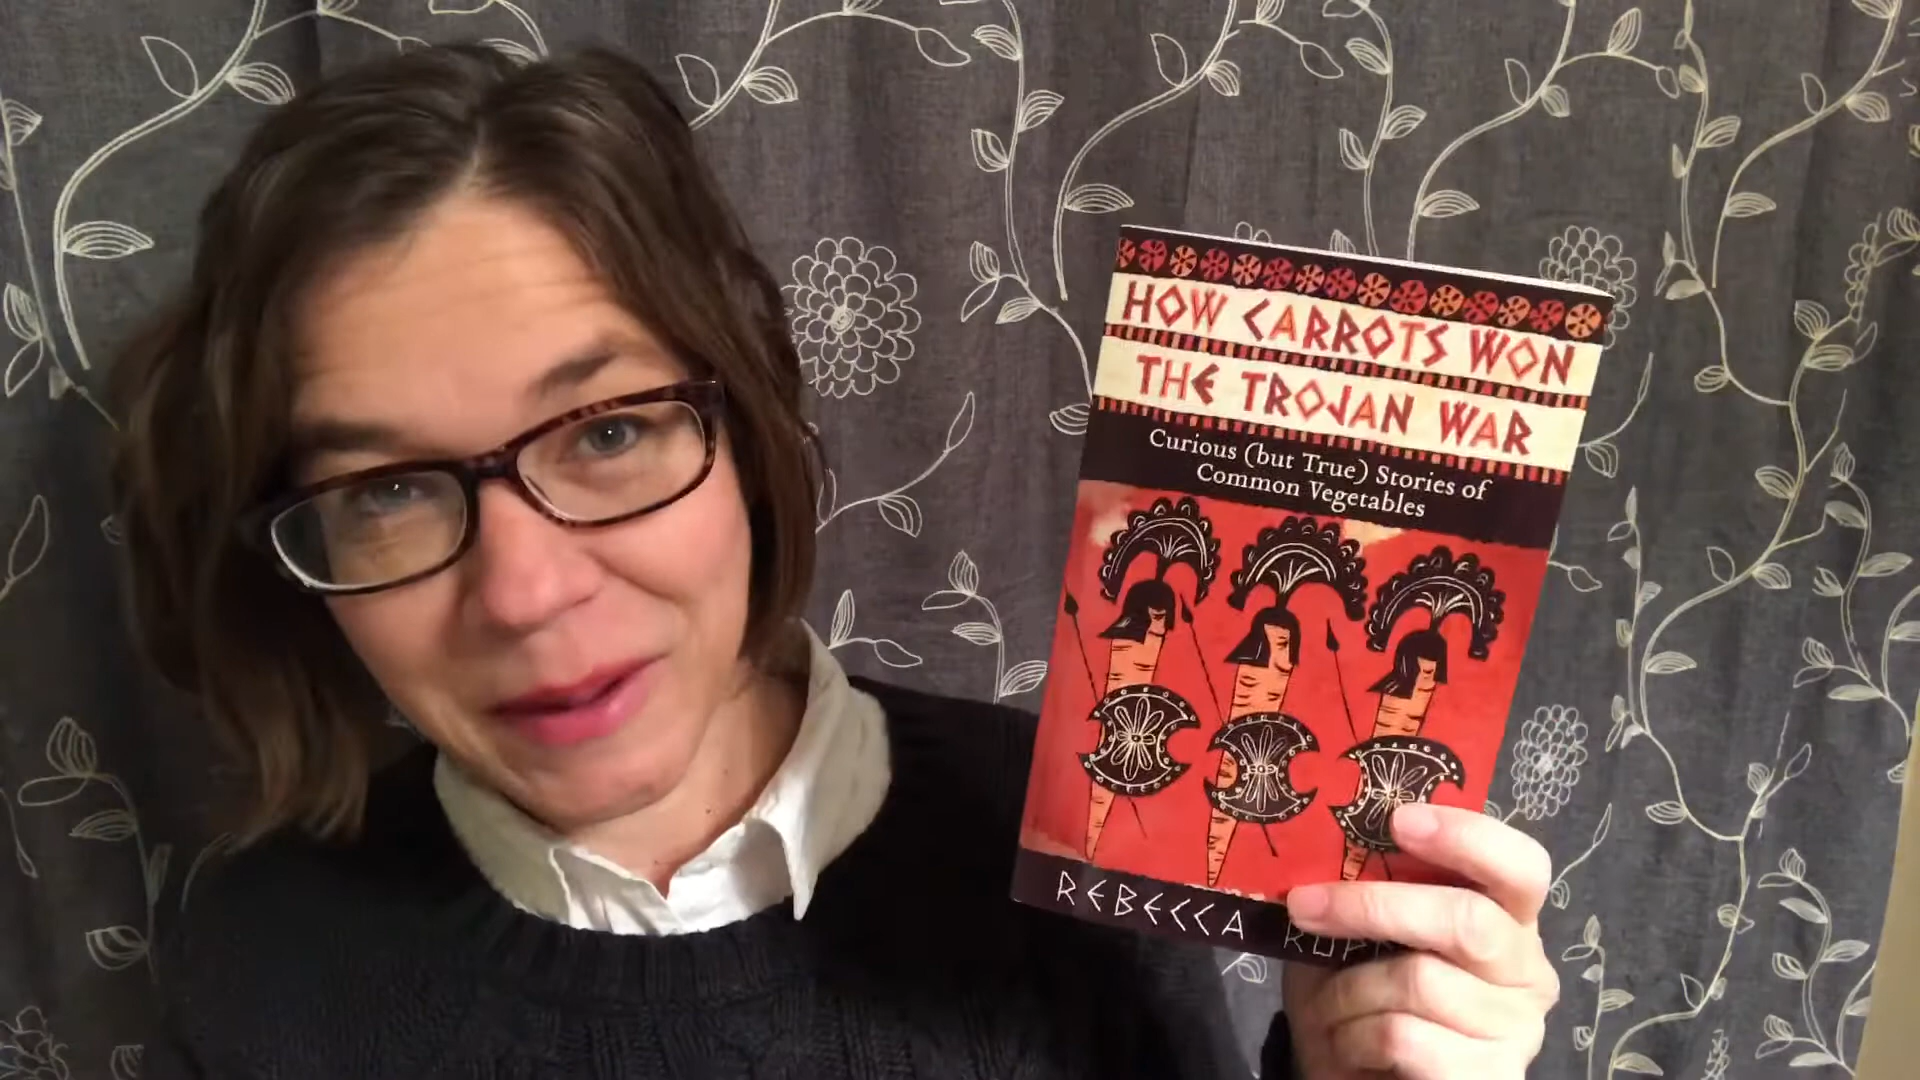 HOW CARROTS WON
THE TROJAN WAR
Curious (but True) Stories of
Common Vegetables
REBECCA